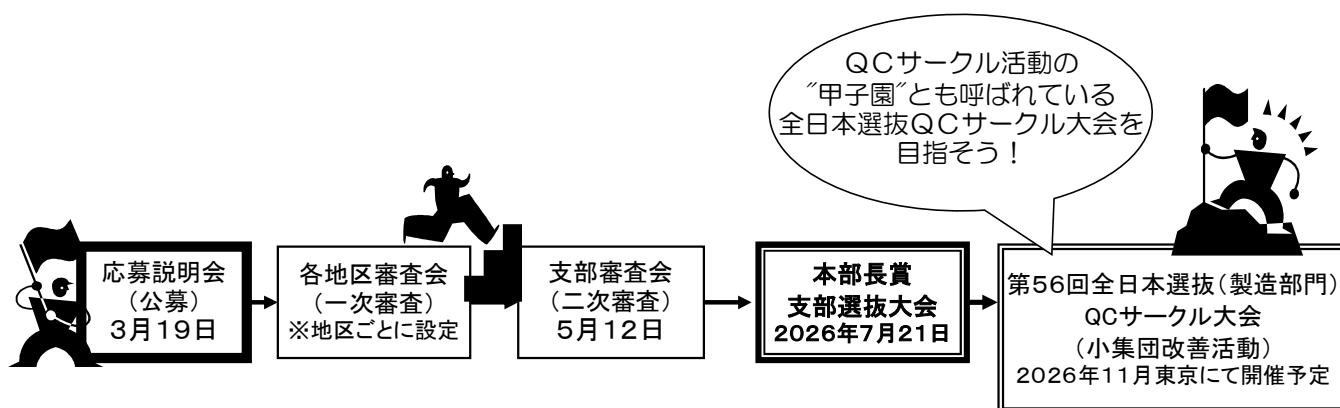 QCサークル活動の
〝甲子園〟とも呼ばれている
全日本選抜QCサークル大会を
目指そう！
応募説明会
（公募）
3月19日
各地区審査会
（一次審査）
※地区ごとに設定
支部審査会
（二次審査）
5月12日
本部長賞
支部選抜大会
2026年7月21日
第56回全日本選抜（製造部門）
QCサークル大会
（小集団改善活動）
2026年11月東京にて開催予定